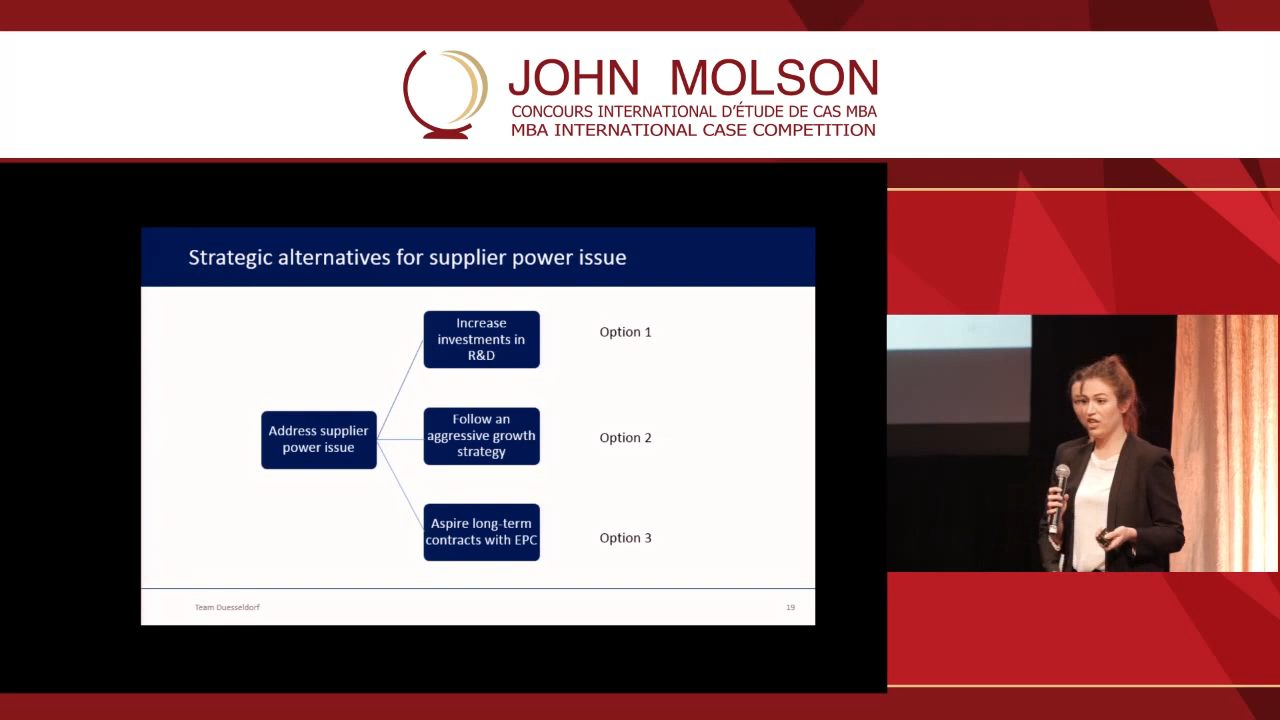 JOHN MOLSON
CONCOURS INTERNATIONAL D'ÉTUDE DE CAS MBA
MBA INTERNATIONAL CASE COMPETITION
Strategic alternatives for supplier power issue
Address supplier
power issue
Increase
investments in
R&D
Option 1
Follow an
aggressive growth
strategy
Option 2
Aspire long-term
contracts with EPC
Option 3
Team Duesseldorf
19